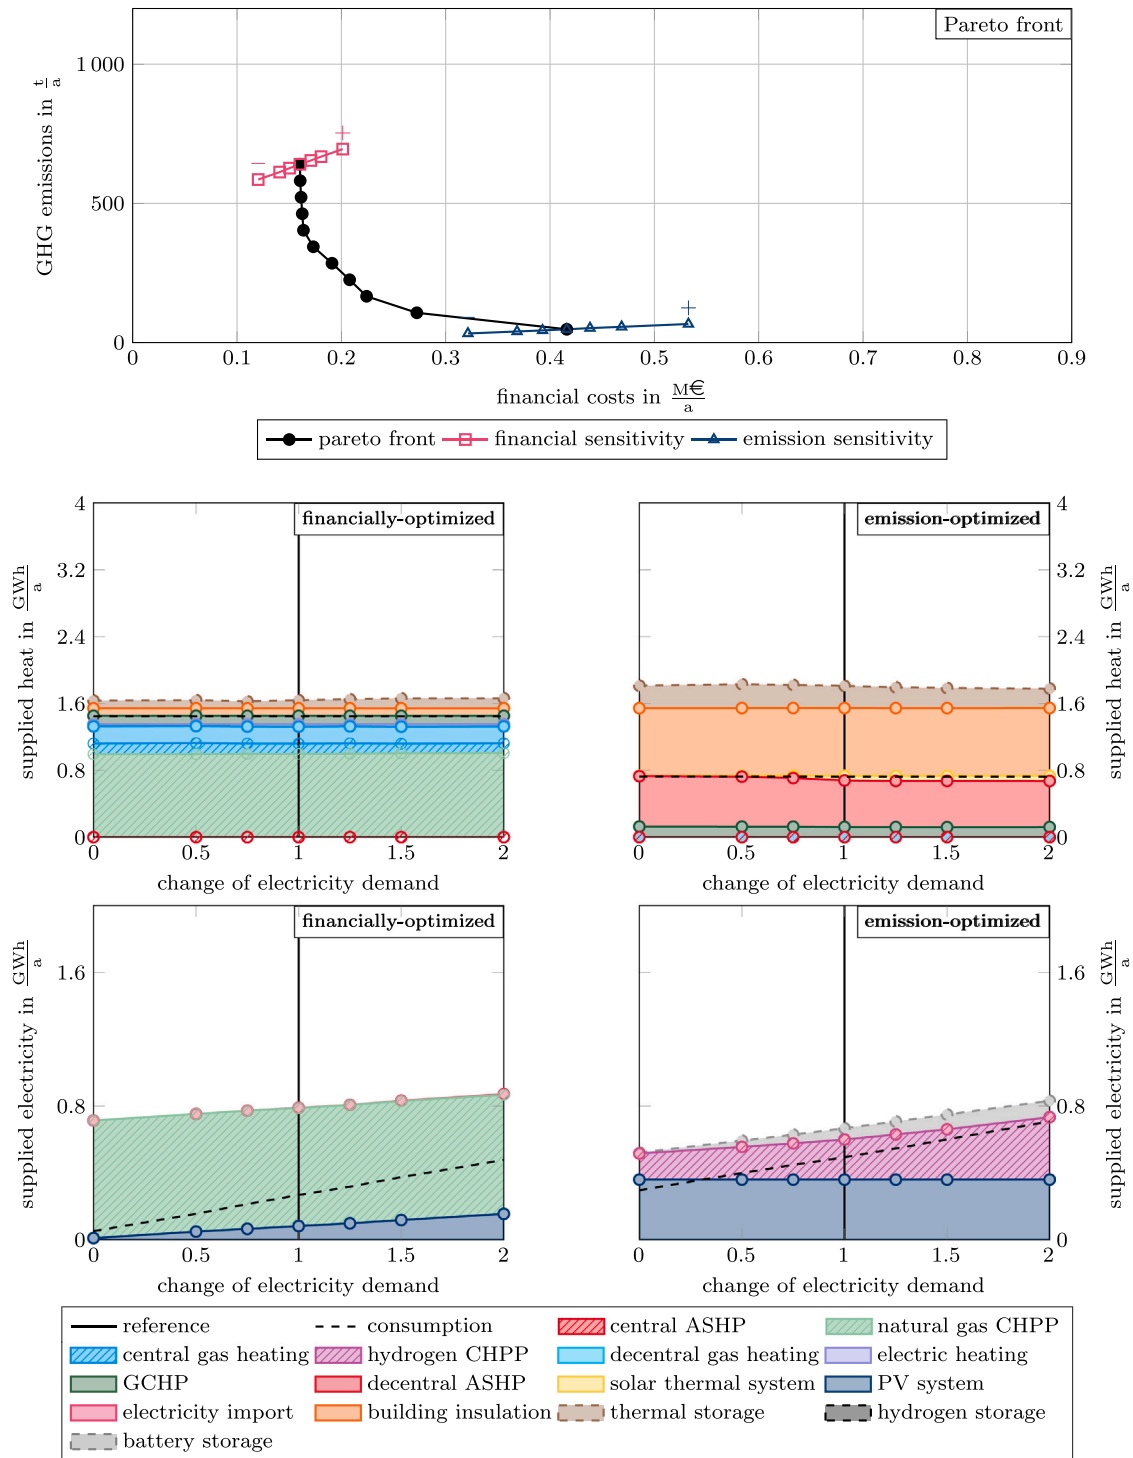 Pareto front
GHG emissions in t/a
1 000
500
0
0 0.1 0.2 0.3 0.4 0.5 0.6 0.7 0.8 0.9
− + +
financial costs in M€/a
pareto front financial sensitivity emission sensitivity
financially-optimized
supplied heat in GWh/a
4
3.2
2.4
1.6
0.8
0
0 0.5 1 1.5 2
change of electricity demand
emission-optimized
supplied heat in GWh/a
4
3.2
2.4
1.6
0.8
0
0 0.5 1 1.5 2
change of electricity demand
financially-optimized
supplied electricity in GWh/a
1.6
0.8
0
0 0.5 1 1.5 2
change of electricity demand
emission-optimized
supplied electricity in GWh/a
1.6
0.8
0
0 0.5 1 1.5 2
change of electricity demand
reference consumption central ASHP natural gas CHPP
central gas heating hydrogen CHPP decentral gas heating electric heating
GCHP decentral ASHP solar thermal system PV system
electricity import building insulation thermal storage hydrogen storage
battery storage